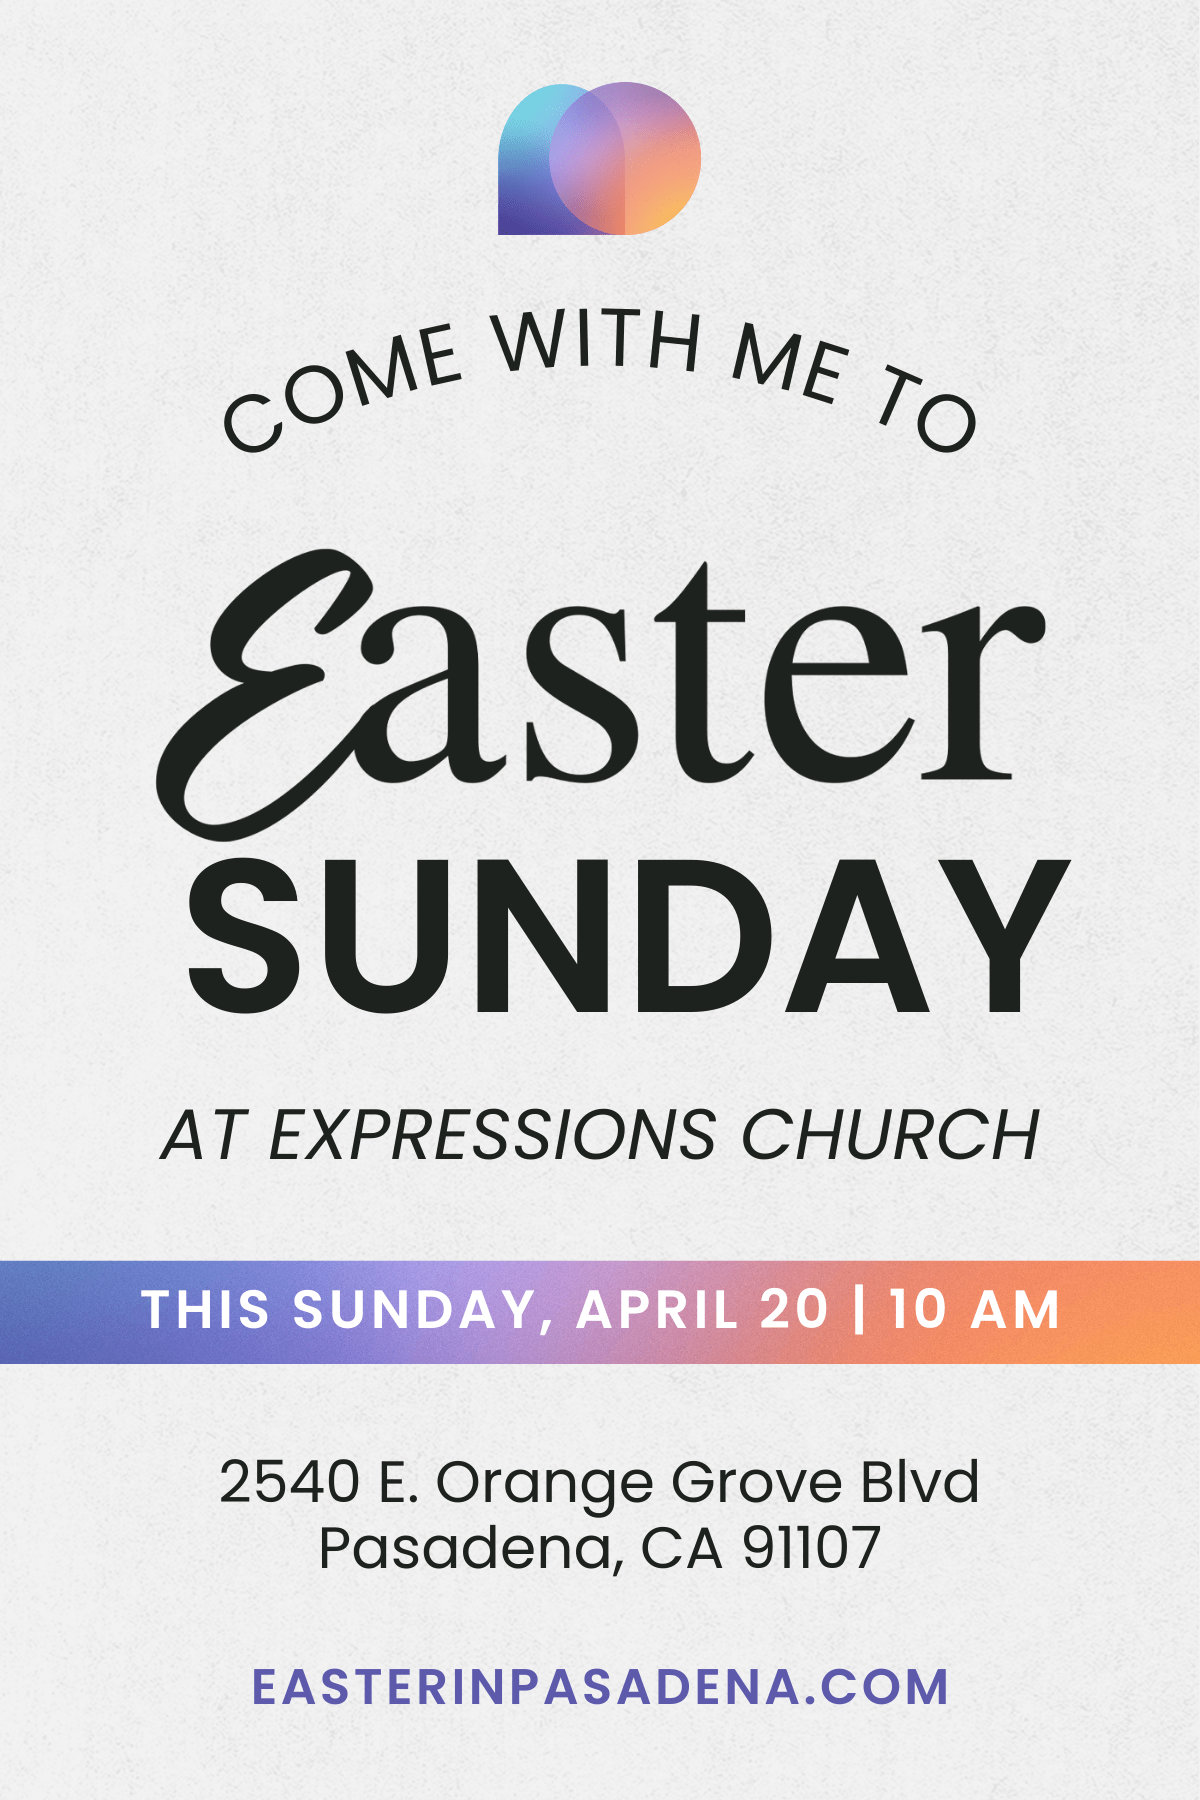 COME WITH ME TO
Easter
SUNDAY
AT EXPRESSIONS CHURCH
THIS SUNDAY, APRIL 20 | 10 AM
2540 E. Orange Grove Blvd
Pasadena, CA 91107
EASTERINPASADENA.COM